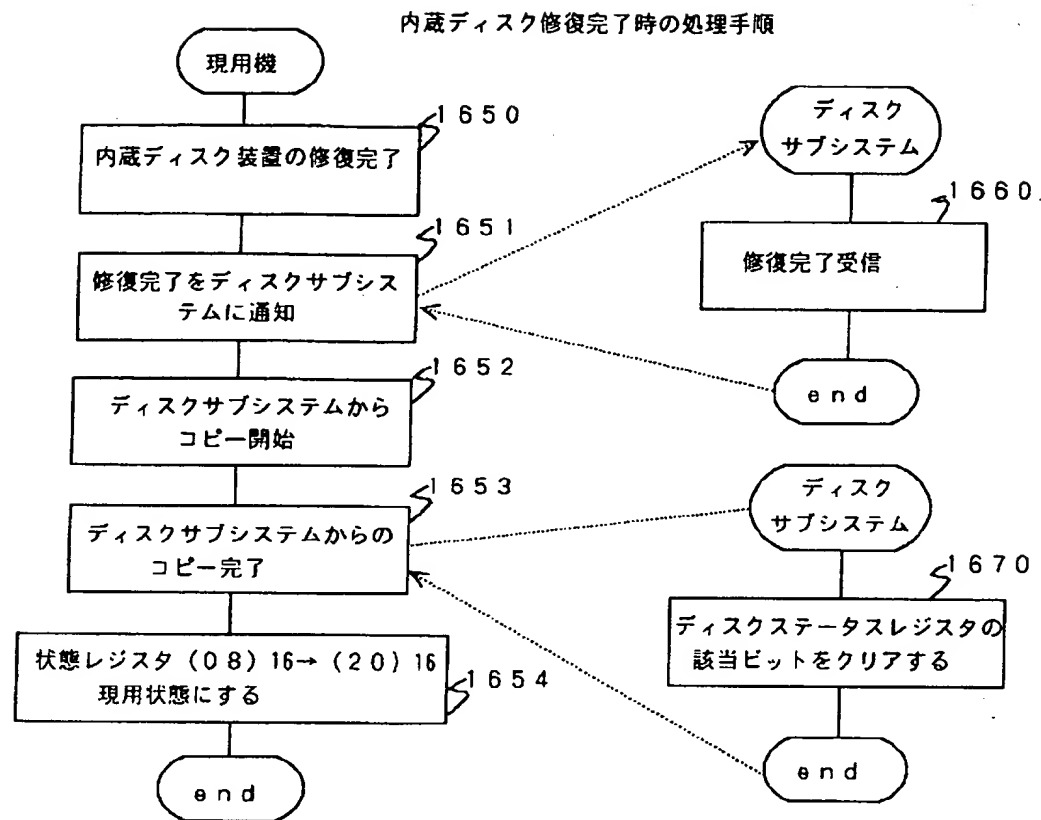 内蔵ディスク修復完了時の処理手順
現用機
1650
内蔵ディスク装置の修復完了
1651
修復完了をディスクサブシス
テムに通知
1652
ディスクサブシステムから
コピー開始
1653
ディスクサブシステムからの
コピー完了
状態レジスタ(08)16→(20)16
現用状態にする
1654
end
ディスク
サブシステム
1660
修復完了受信
end
ディスク
サブシステム
1670
ディスクステータスレジスタの
該当ビットをクリアする
end